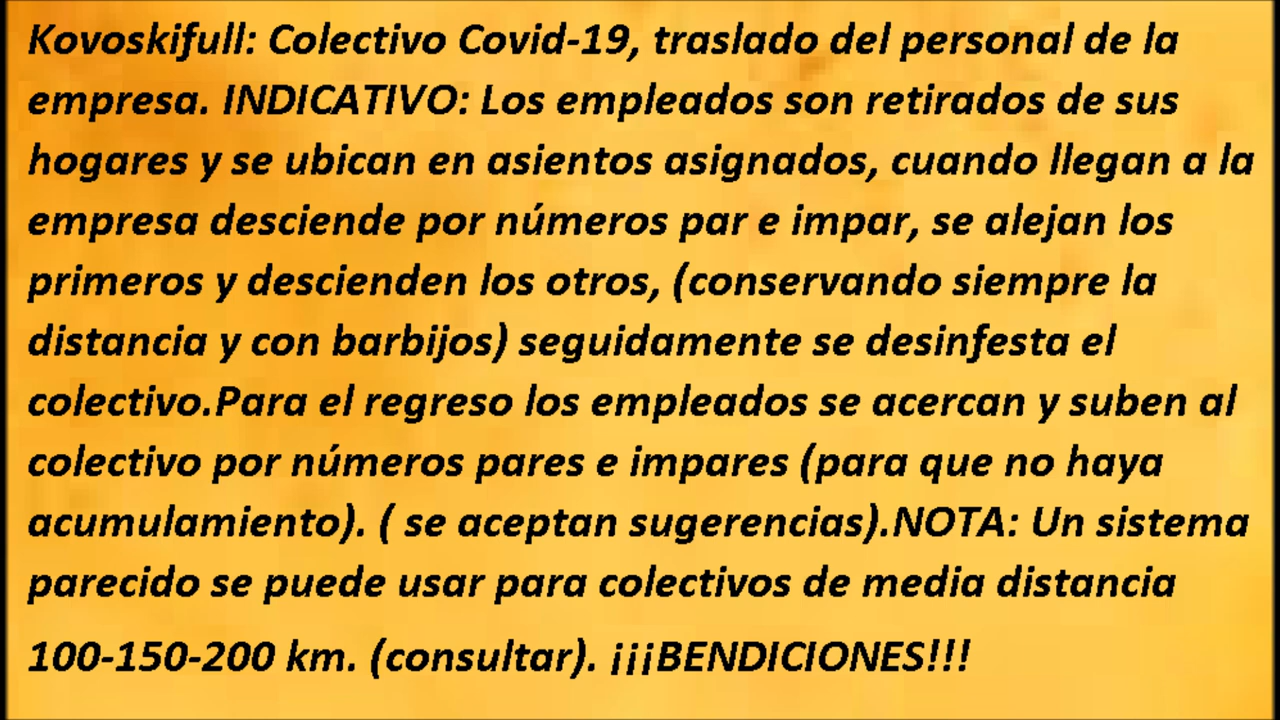 Kovoskifull: Colectivo Covid-19, traslado del personal de la
empresa. INDICATIVO: Los empleados son retirados de sus
hogares y se ubican en asientos asignados, cuando llegan a la
empresa desciende por números par e impar, se alejan los
primeros y descienden los otros, (conservando siempre la
distancia y con barbijos) seguidamente se desinfesta el
colectivo.Para el regreso los empleados se acercan y suben al
colectivo por números pares e impares (para que no haya
acumulamiento). ( se aceptan sugerencias).NOTA: Un sistema
parecido se puede usar para colectivos de media distancia
100-150-200 km. (consultar). ¡¡¡BENDICIONES!!!